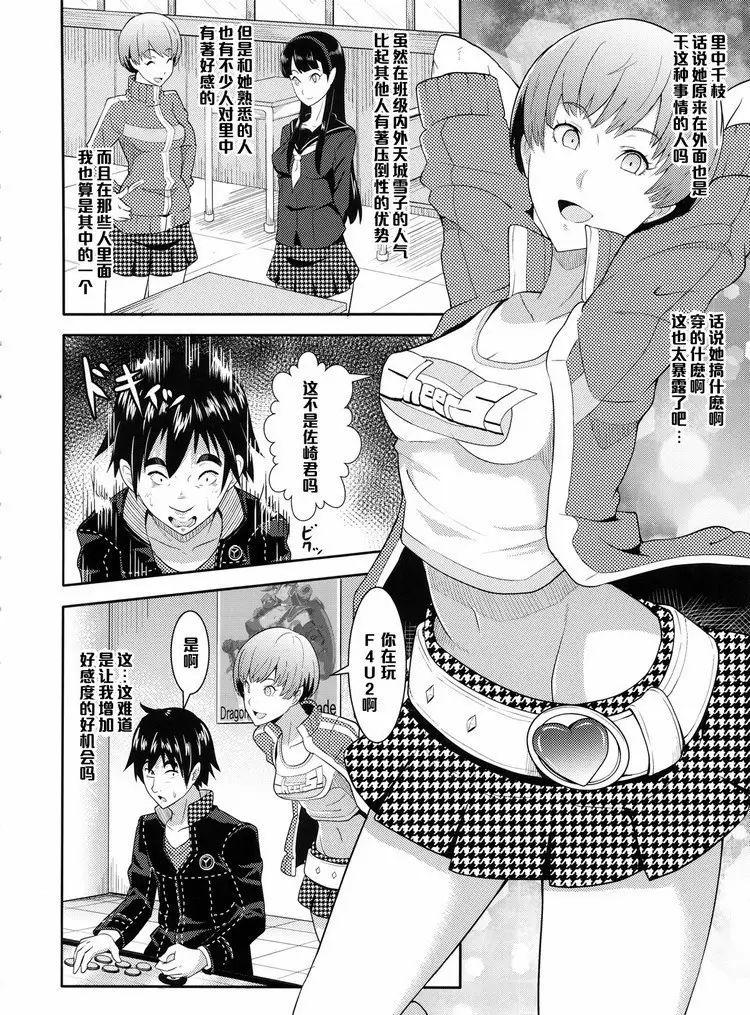 里中千枝
话说她原来在外面也是
干这种事情的人吗
虽然在班级内外天城雪子的人气
比起其他人有著压倒性的优势
但是和她熟悉的人
也有不少人对里中
有著好感的
而且在那些人里面
我也算是其中的一个
话说她搞什麽啊
穿的什麽啊
这也太暴露了吧…
这不是佐崎君吗
ドギィッ
ビクッ
你在玩
F4U2啊
是啊
这…这难道
是让我增加
好感度的好机会吗
Dragon
ade